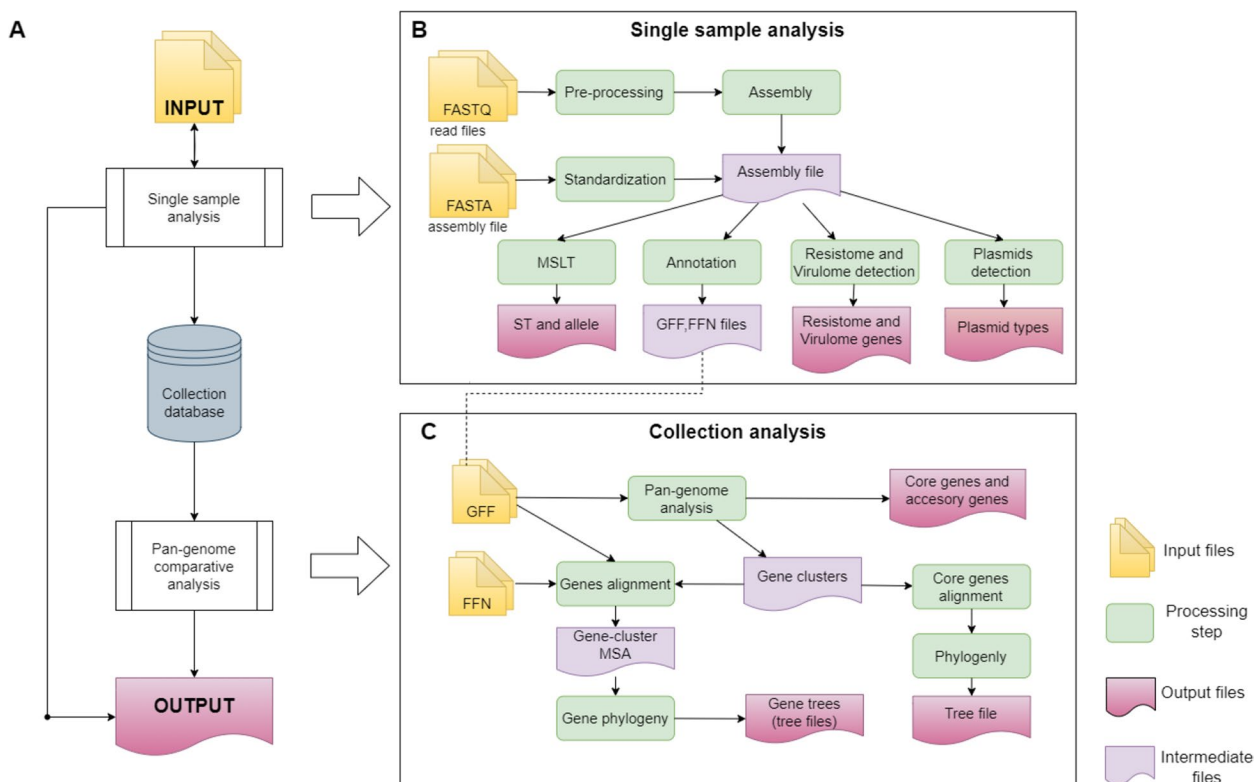 A
INPUT
Single sample
analysis
Collection
database
Pan-genome
comparative
analysis
OUTPUT
B
Single sample analysis
FASTQ
read files
Pre-processing
Assembly
FASTA
assembly file
Standardization
Assembly file
MSLT
Annotation
Resistome and
Virulome detection
Plasmids
detection
ST and allele
GFF,FFN files
Resistome and
Virulome genes
Plasmid types
C
Collection analysis
GFF
Pan-genome
analysis
Core genes and
accesory genes
FFN
Genes alignment
Gene clusters
Core genes
alignment
Gene-cluster
MSA
Phylogenly
Gene phylogeny
Gene trees
(tree files)
Tree file
Input files
Processing
step
Output files
Intermediate
files